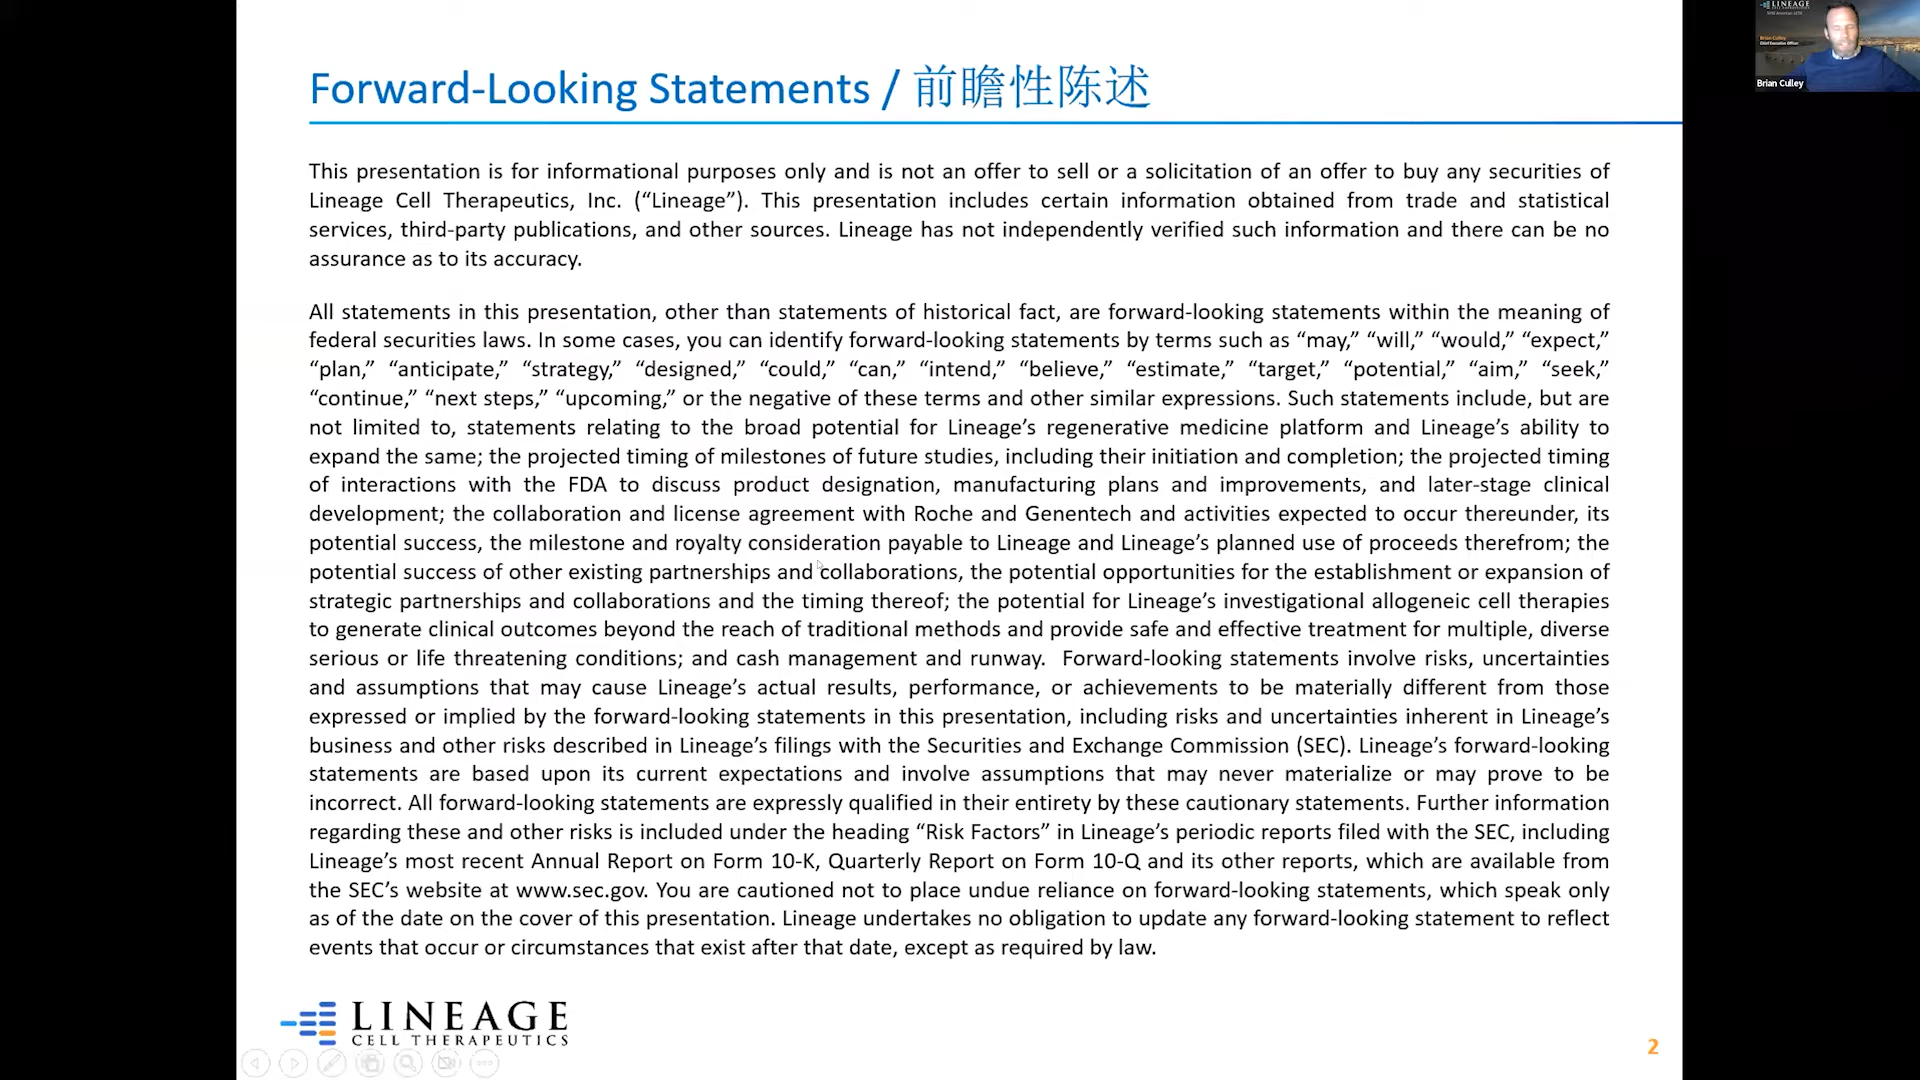 LINEAGE
Brian Culley
Chief Executive Officer
Brian Culley
Forward-Looking Statements / 前瞻性陈述
This presentation is for informational purposes only and is not an offer to sell or a solicitation of an offer to buy any securities of
Lineage Cell Therapeutics, Inc. (“Lineage”). This presentation includes certain information obtained from trade and statistical
services, third-party publications, and other sources. Lineage has not independently verified such information and there can be no
assurance as to its accuracy.
All statements in this presentation, other than statements of historical fact, are forward-looking statements within the meaning of
federal securities laws. In some cases, you can identify forward-looking statements by terms such as “may,” “will,” “would,” “expect,”
“plan,” “anticipate,” “strategy,” “designed,” “could,” “can,” “intend,” “believe,” “estimate,” “target,” “potential,” “aim,” “seek,”
“continue,” “next steps,” “upcoming,” or the negative of these terms and other similar expressions. Such statements include, but are
not limited to, statements relating to the broad potential for Lineage’s regenerative medicine platform and Lineage’s ability to
expand the same; the projected timing of milestones of future studies, including their initiation and completion; the projected timing
of interactions with the FDA to discuss product designation, manufacturing plans and improvements, and later-stage clinical
development; the collaboration and license agreement with Roche and Genentech and activities expected to occur thereunder, its
potential success, the milestone and royalty consideration payable to Lineage and Lineage’s planned use of proceeds therefrom; the
potential success of other existing partnerships and collaborations, the potential opportunities for the establishment or expansion of
strategic partnerships and collaborations and the timing thereof; the potential for Lineage’s investigational allogeneic cell therapies
to generate clinical outcomes beyond the reach of traditional methods and provide safe and effective treatment for multiple, diverse
serious or life threatening conditions; and cash management and runway. Forward-looking statements involve risks, uncertainties
and assumptions that may cause Lineage’s actual results, performance, or achievements to be materially different from those
expressed or implied by the forward-looking statements in this presentation, including risks and uncertainties inherent in Lineage’s
business and other risks described in Lineage’s filings with the Securities and Exchange Commission (SEC). Lineage’s forward-looking
statements are based upon its current expectations and involve assumptions that may never materialize or may prove to be
incorrect. All forward-looking statements are expressly qualified in their entirety by these cautionary statements. Further information
regarding these and other risks is included under the heading “Risk Factors” in Lineage’s periodic reports filed with the SEC, including
Lineage’s most recent Annual Report on Form 10-K, Quarterly Report on Form 10-Q and its other reports, which are available from
the SEC’s website at www.sec.gov. You are cautioned not to place undue reliance on forward-looking statements, which speak only
as of the date on the cover of this presentation. Lineage undertakes no obligation to update any forward-looking statement to reflect
events that occur or circumstances that exist after that date, except as required by law.
LINEAGE
CELL THERAPEUTICS
2